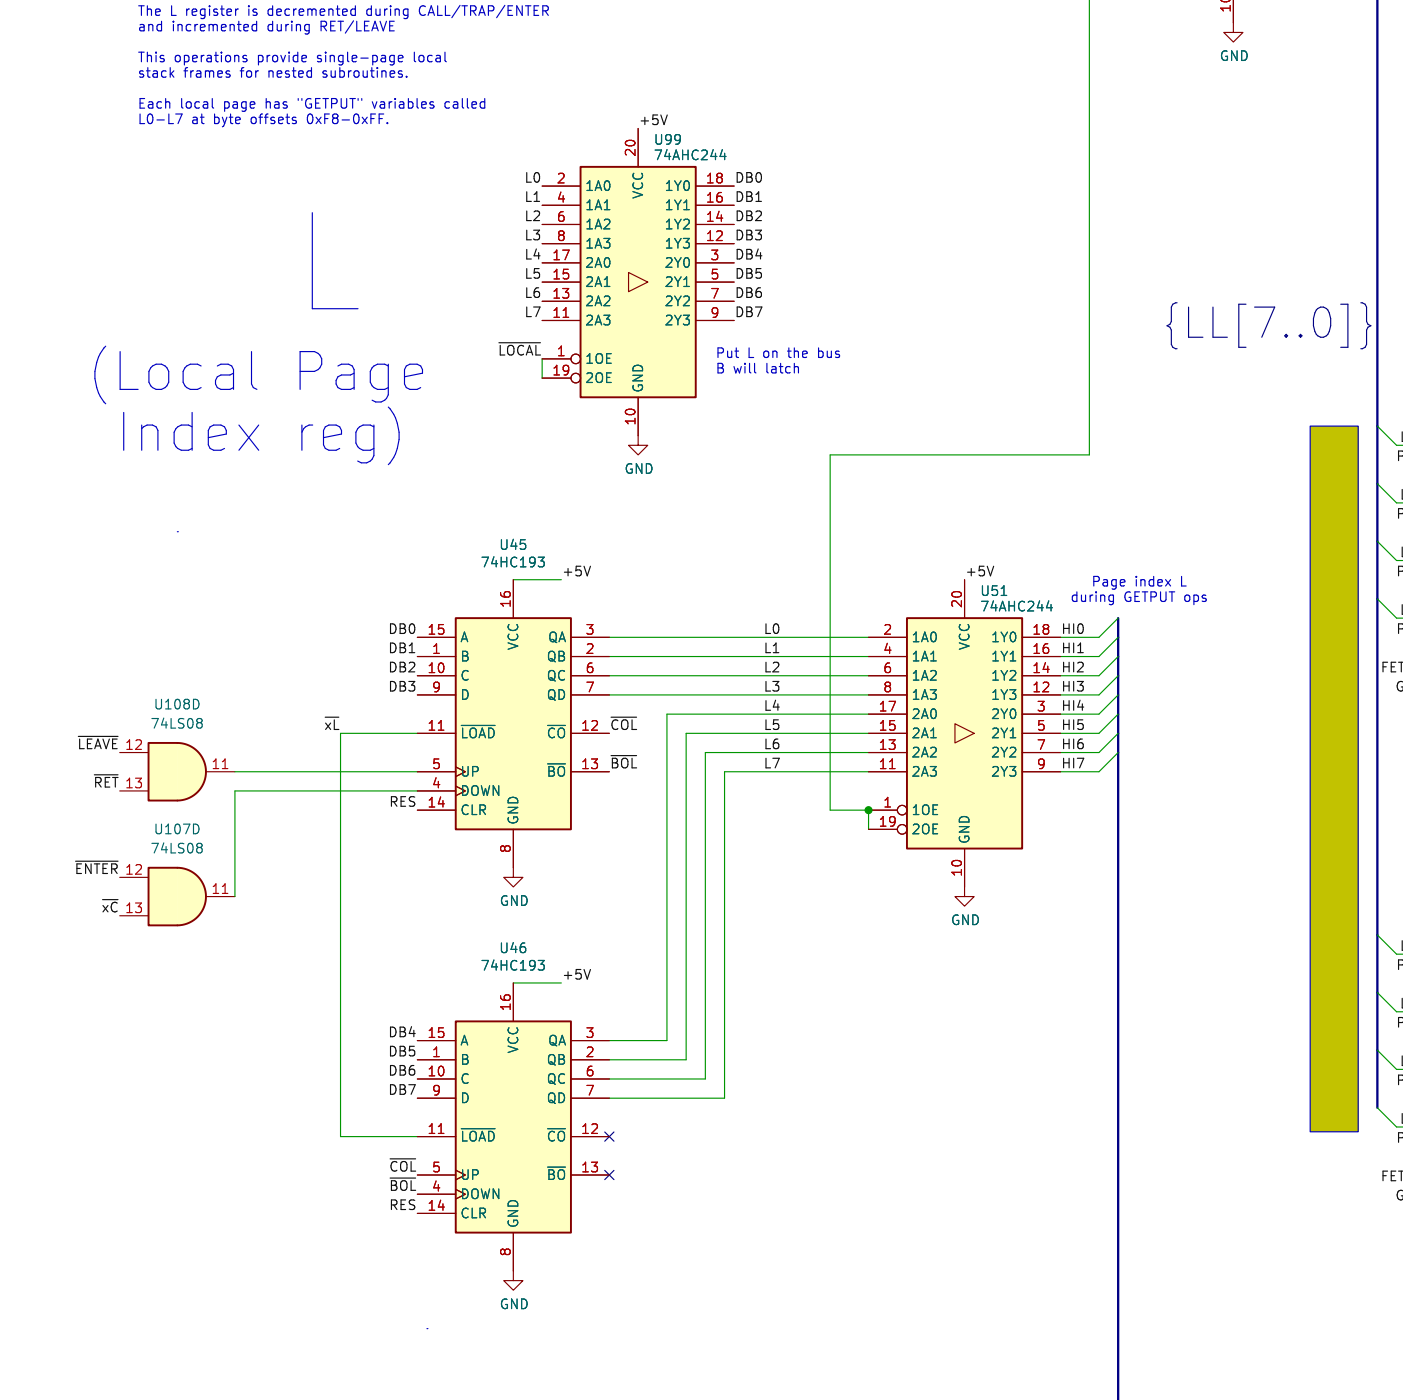 The L register is decremented during CALL/TRAP/ENTER
and incremented during RET/LEAVE
This operations provide single-page local
stack frames for nested subroutines.
Each local page has "GETPUT" variables called
L0-L7 at byte offsets 0xF8-0xFF.
10
GND
+5V
U99
74AHC244
20
VCC
L0 2 1A0 1Y0 18 DB0
L1 4 1A1 1Y1 16 DB1
L2 6 1A2 1Y2 14 DB2
L3 8 1A3 1Y3 12 DB3
L4 17 2A0 2Y0 3 DB4
L5 15 2A1 2Y1 5 DB5
L6 13 2A2 2Y2 7 DB6
L7 11 2A3 2Y3 9 DB7
LOCAL 1 1OE
19 2OE
GND
10
GND
Put L on the bus
B will latch
L
(Local Page
Index reg)
{LL[7..0]}
U45
74HC193
+5V
16
VCC
DB0 15 A QA 3
DB1 1 B QB 2
DB2 10 C QC 6
DB3 9 D QD 7
xL 11 LOAD CO 12 COL
5 UP BO 13 BOL
4 DOWN
RES 14 CLR
GND
8
GND
L0
L1
L2
L3
L4
L5
L6
L7
+5V
U51
74AHC244
20
VCC
2 1A0 1Y0 18 HI0
4 1A1 1Y1 16 HI1
6 1A2 1Y2 14 HI2
8 1A3 1Y3 12 HI3
17 2A0 2Y0 3 HI4
15 2A1 2Y1 5 HI5
13 2A2 2Y2 7 HI6
11 2A3 2Y3 9 HI7
1 1OE
19 2OE
GND
10
GND
Page index L
during GETPUT ops
U108D
74LS08
LEAVE 12
11
RET 13
U107D
74LS08
ENTER 12
11
xC 13
U46
74HC193
+5V
16
VCC
DB4 15 A QA 3
DB5 1 B QB 2
DB6 10 C QC 6
DB7 9 D QD 7
11 LOAD CO 12
COL 5 UP BO 13
BOL 4 DOWN
RES 14 CLR
GND
8
GND